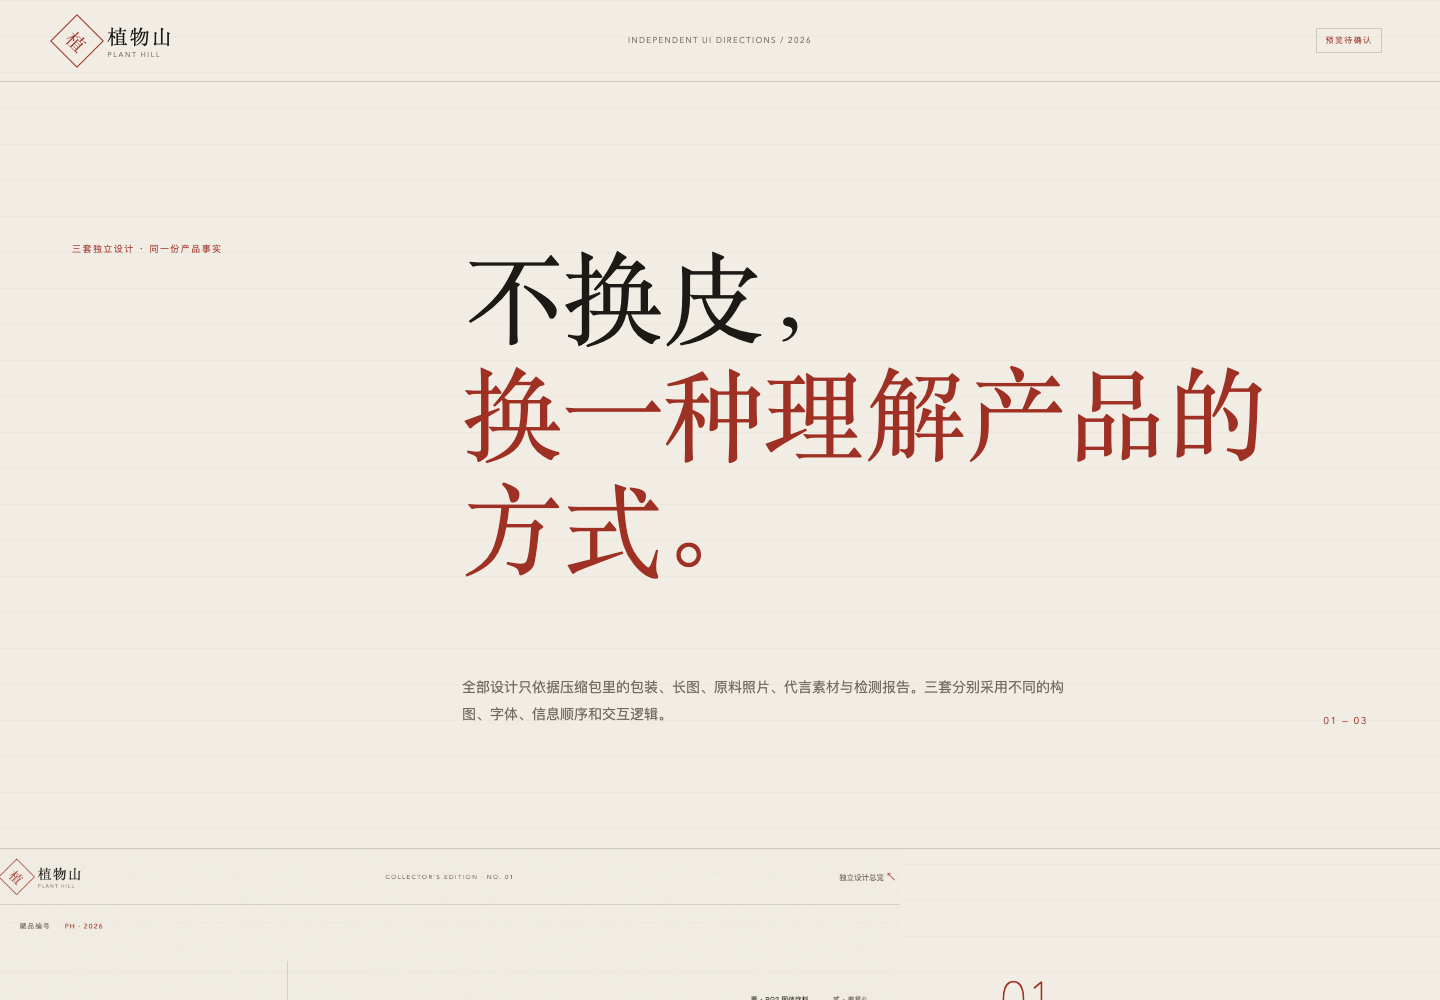 植
植物山
PLANT HILL
INDEPENDENT UI DIRECTIONS / 2026
预览待确认
三套独立设计 · 同一份产品事实
不换皮，
换一种理解产品的
方式。
全部设计只依据压缩包里的包装、长图、原料照片、代言素材与检测报告。三套分别采用不同的构
图、字体、信息顺序和交互逻辑。
01 — 03
植
植物山
PLANT HILL
COLLECTOR'S EDITION · NO. 01
独立设计总览 ↖
藏品编号 PH · 2026
01